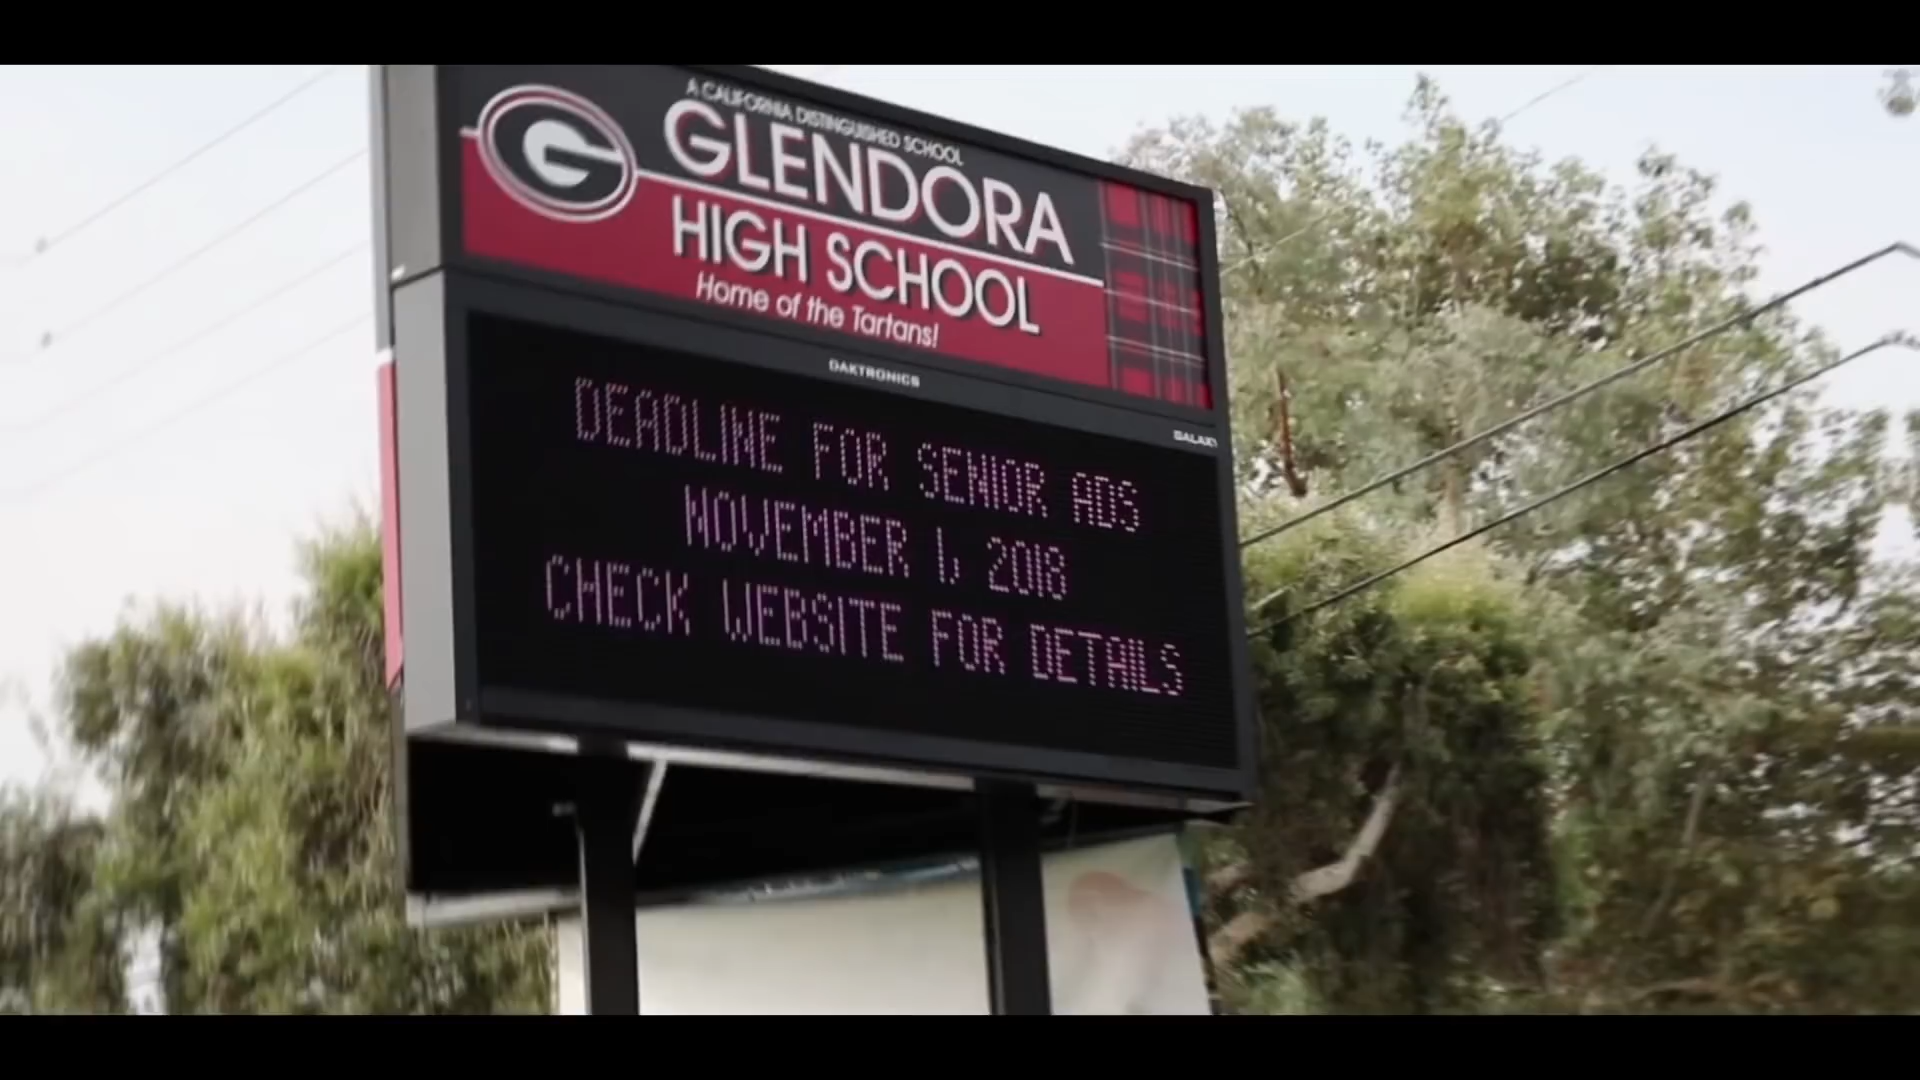 A CALIFORNIA DISTINGUISHED SCHOOL
G
GLENDORA
HIGH SCHOOL
Home of the Tartans!
DAKTRONICS
GALAXY
DEADLINE FOR SENIOR ADS
NOVEMBER 1, 2018
CHECK WEBSITE FOR DETAILS